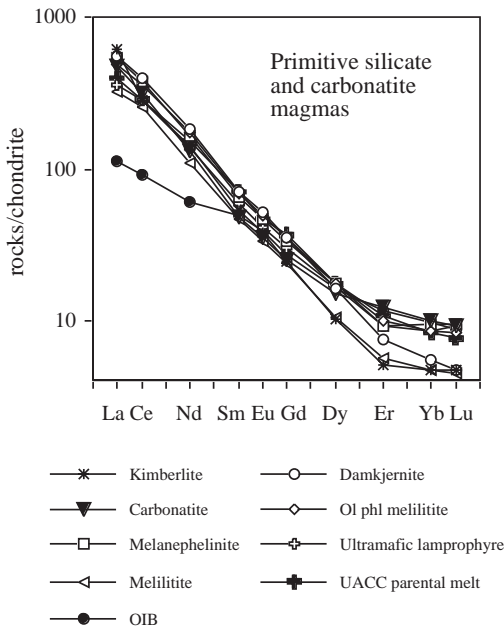 1000
Primitive silicate
and carbonatite
magmas
100
rocks/chondrite
10
La Ce Nd Sm Eu Gd Dy Er Yb Lu
Kimberlite
Damkjernite
Carbonatite
Ol phl melilitite
Melanephelinite
Ultramafic lamprophyre
Melilitite
UACC parental melt
OIB